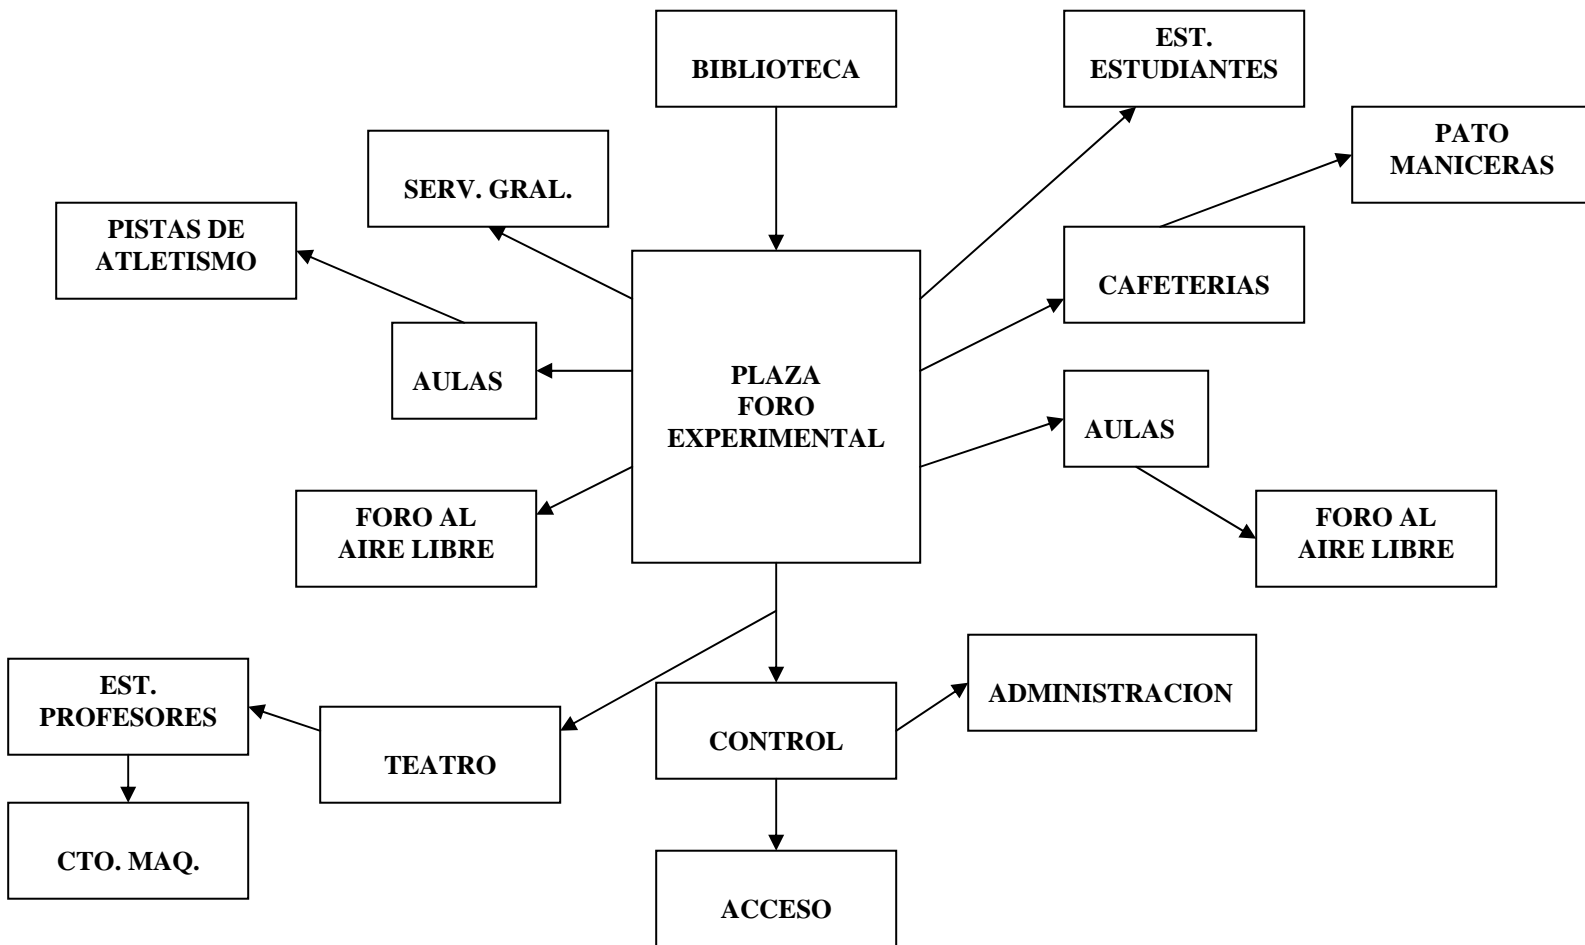 BIBLIOTECA
EST.
ESTUDIANTES
PATO
MANICERAS
SERV. GRAL.
PISTAS DE
ATLETISMO
CAFETERIAS
AULAS
PLAZA
FORO
EXPERIMENTAL
AULAS
FORO AL
AIRE LIBRE
FORO AL
AIRE LIBRE
EST.
PROFESORES
TEATRO
CONTROL
ADMINISTRACION
CTO. MAQ.
ACCESO